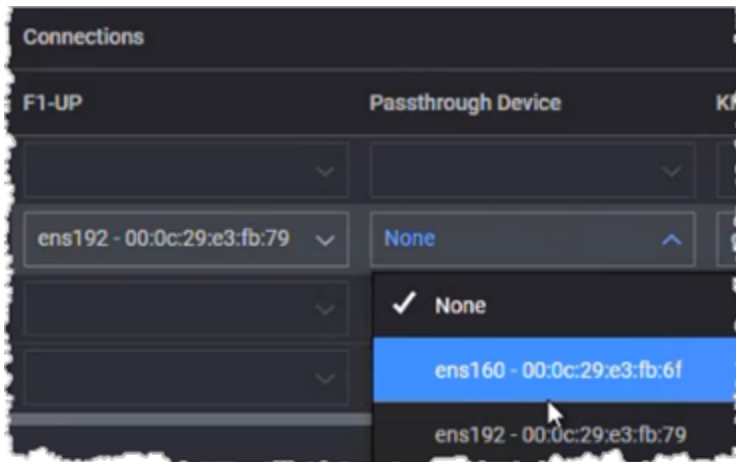 Connections
F1-UP Passthrough Device
ens192 - 00:0c:29:e3:fb:79 None
None
ens160 - 00:0c:29:e3:fb:6f
ens192 - 00:0c:29:e3:fb:79